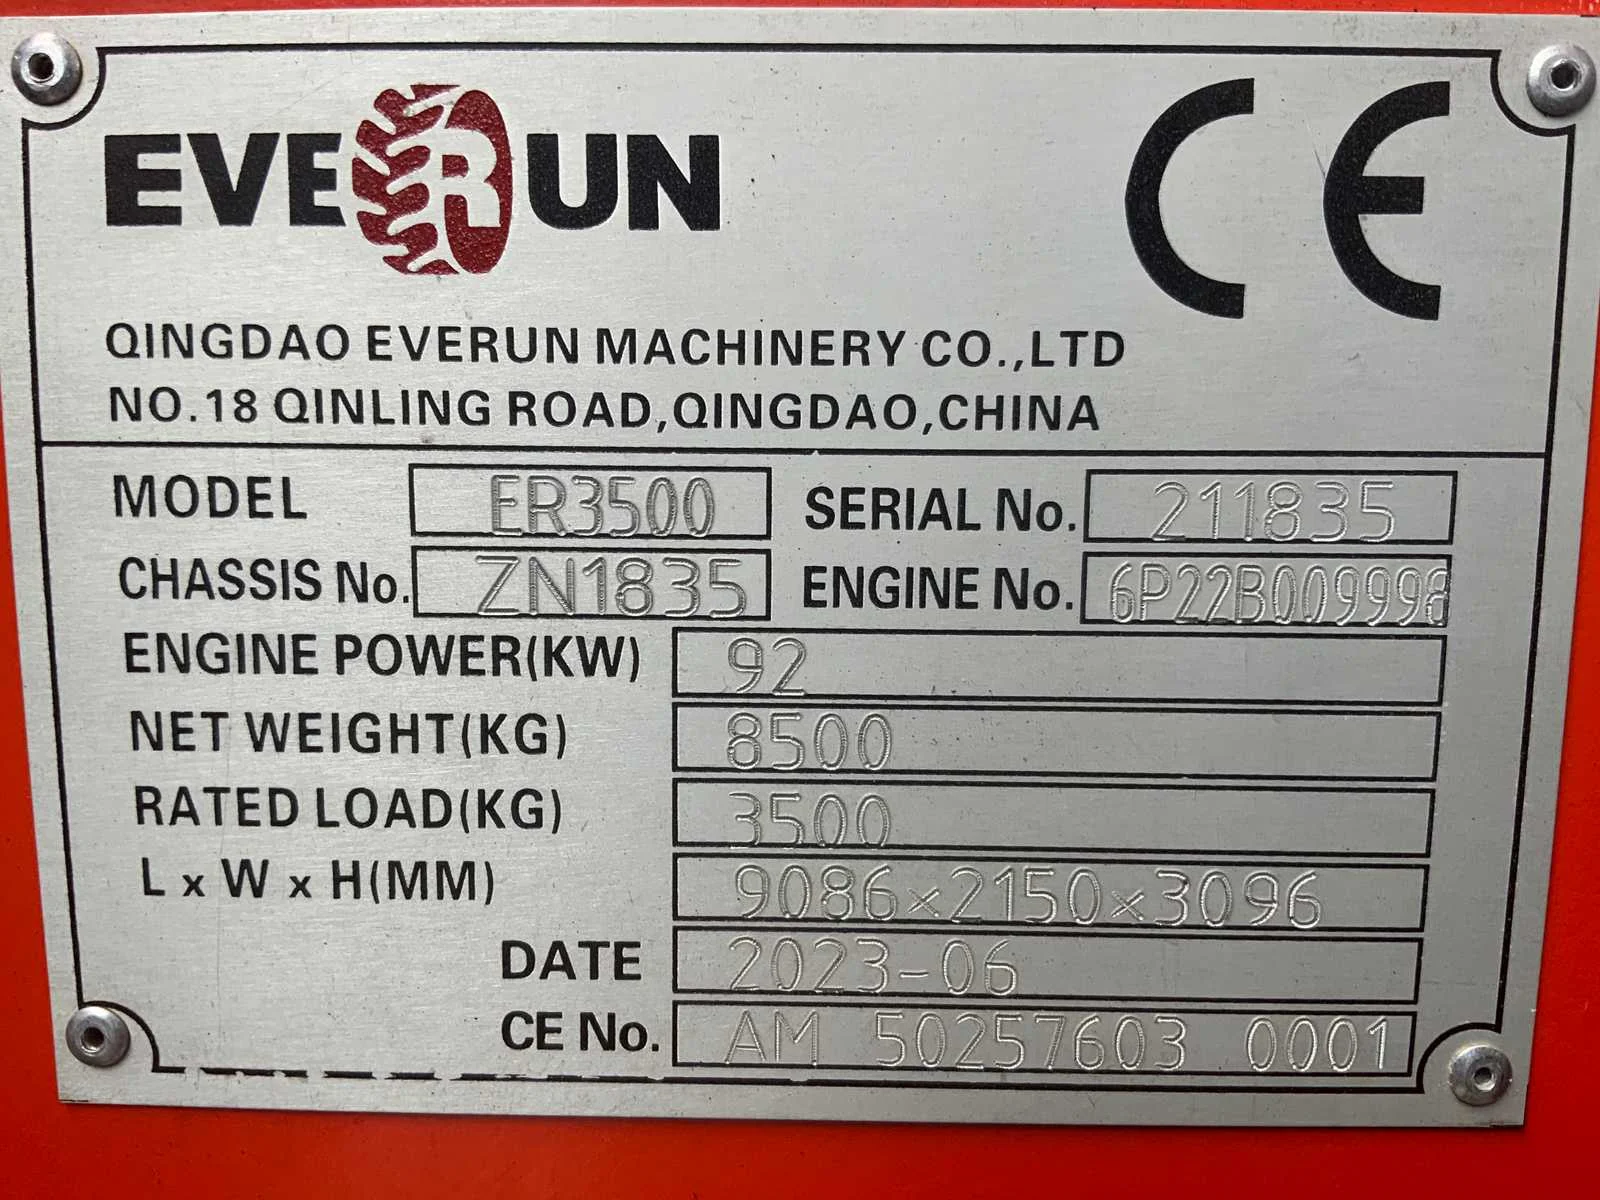 EVERUN CE
QINGDAO EVERUN MACHINERY CO.,LTD
NO.18 QINLING ROAD,QINGDAO,CHINA
MODEL ER3500 SERIAL No. 211835
CHASSIS No. ZN1835 ENGINE No. 6P22B009998
ENGINE POWER(KW) 92
NET WEIGHT(KG) 8500
RATED LOAD(KG) 3500
L x W x H(MM) 9086×2150×3096
DATE 2023-06
CE No. AM 50257603 0001